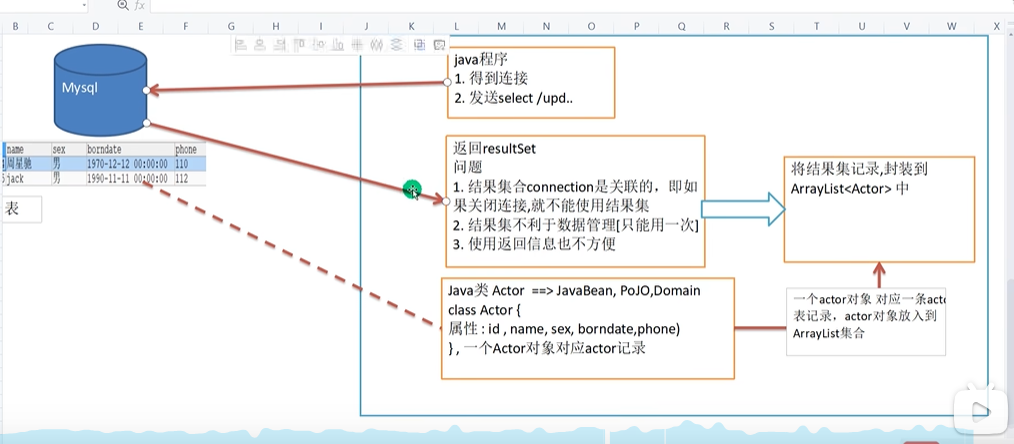 fx
B C D E F G H I J K L M N O P Q R S T U V W X
Mysql
name sex borndate phone
周星驰 男 1970-12-12 00:00:00 110
jack 男 1990-11-11 00:00:00 112
表
java程序
1. 得到连接
2. 发送select /upd..
返回resultSet
问题
1. 结果集合connection是关联的，即如
果关闭连接,就不能使用结果集
2. 结果集不利于数据管理[只能用一次]
3. 使用返回信息也不方便
将结果集记录,封装到
ArrayList<Actor> 中
Java类 Actor ==> JavaBean, PoJO,Domain
class Actor {
属性 : id , name, sex, borndate,phone)
} , 一个Actor对象对应actor记录
一个actor对象 对应一条acto
表记录，actor对象放入到
ArrayList集合